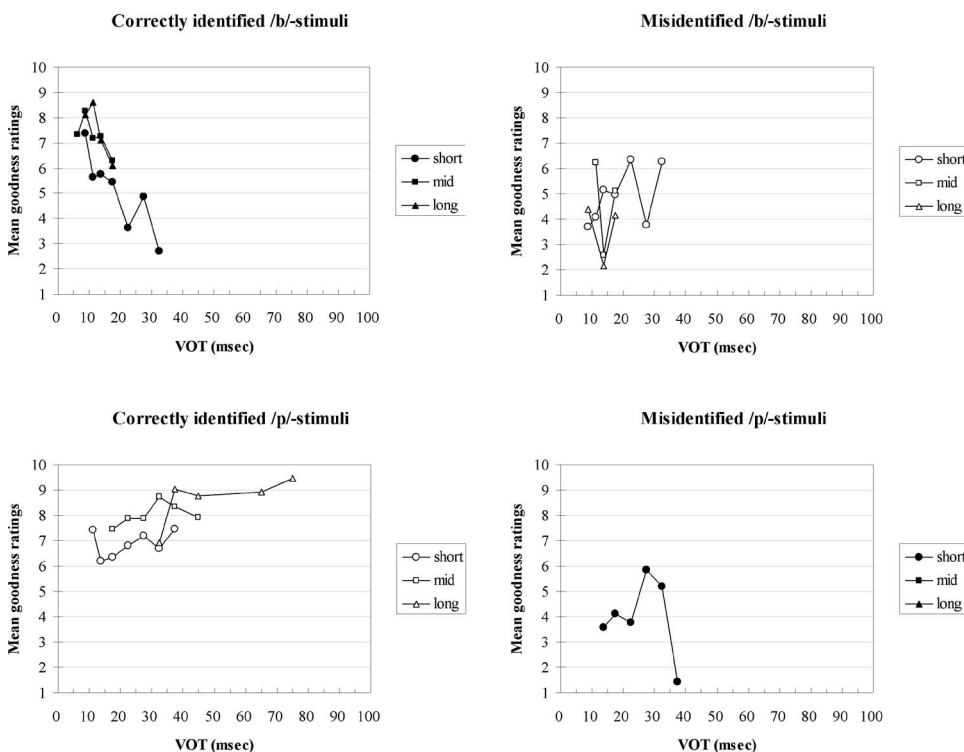 Correctly identified /b/-stimuli
Mean goodness ratings
10
9
8
7
6
5
4
3
2
1
0 10 20 30 40 50 60 70 80 90 100
VOT (msec)
short
mid
long
Misidentified /b/-stimuli
Mean goodness ratings
10
9
8
7
6
5
4
3
2
1
0 10 20 30 40 50 60 70 80 90 100
VOT (msec)
short
mid
long
Correctly identified /p/-stimuli
Mean goodness ratings
10
9
8
7
6
5
4
3
2
1
0 10 20 30 40 50 60 70 80 90 100
VOT (msec)
short
mid
long
Misidentified /p/-stimuli
Mean goodness ratings
10
9
8
7
6
5
4
3
2
1
0 10 20 30 40 50 60 70 80 90 100
VOT (msec)
short
mid
long